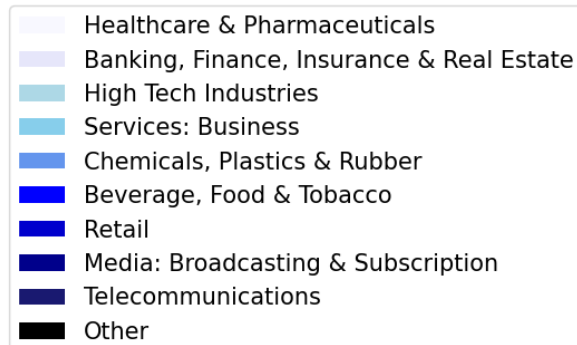 Healthcare & Pharmaceuticals
Banking, Finance, Insurance & Real Estate
High Tech Industries
Services: Business
Chemicals, Plastics & Rubber
Beverage, Food & Tobacco
Retail
Media: Broadcasting & Subscription
Telecommunications
Other